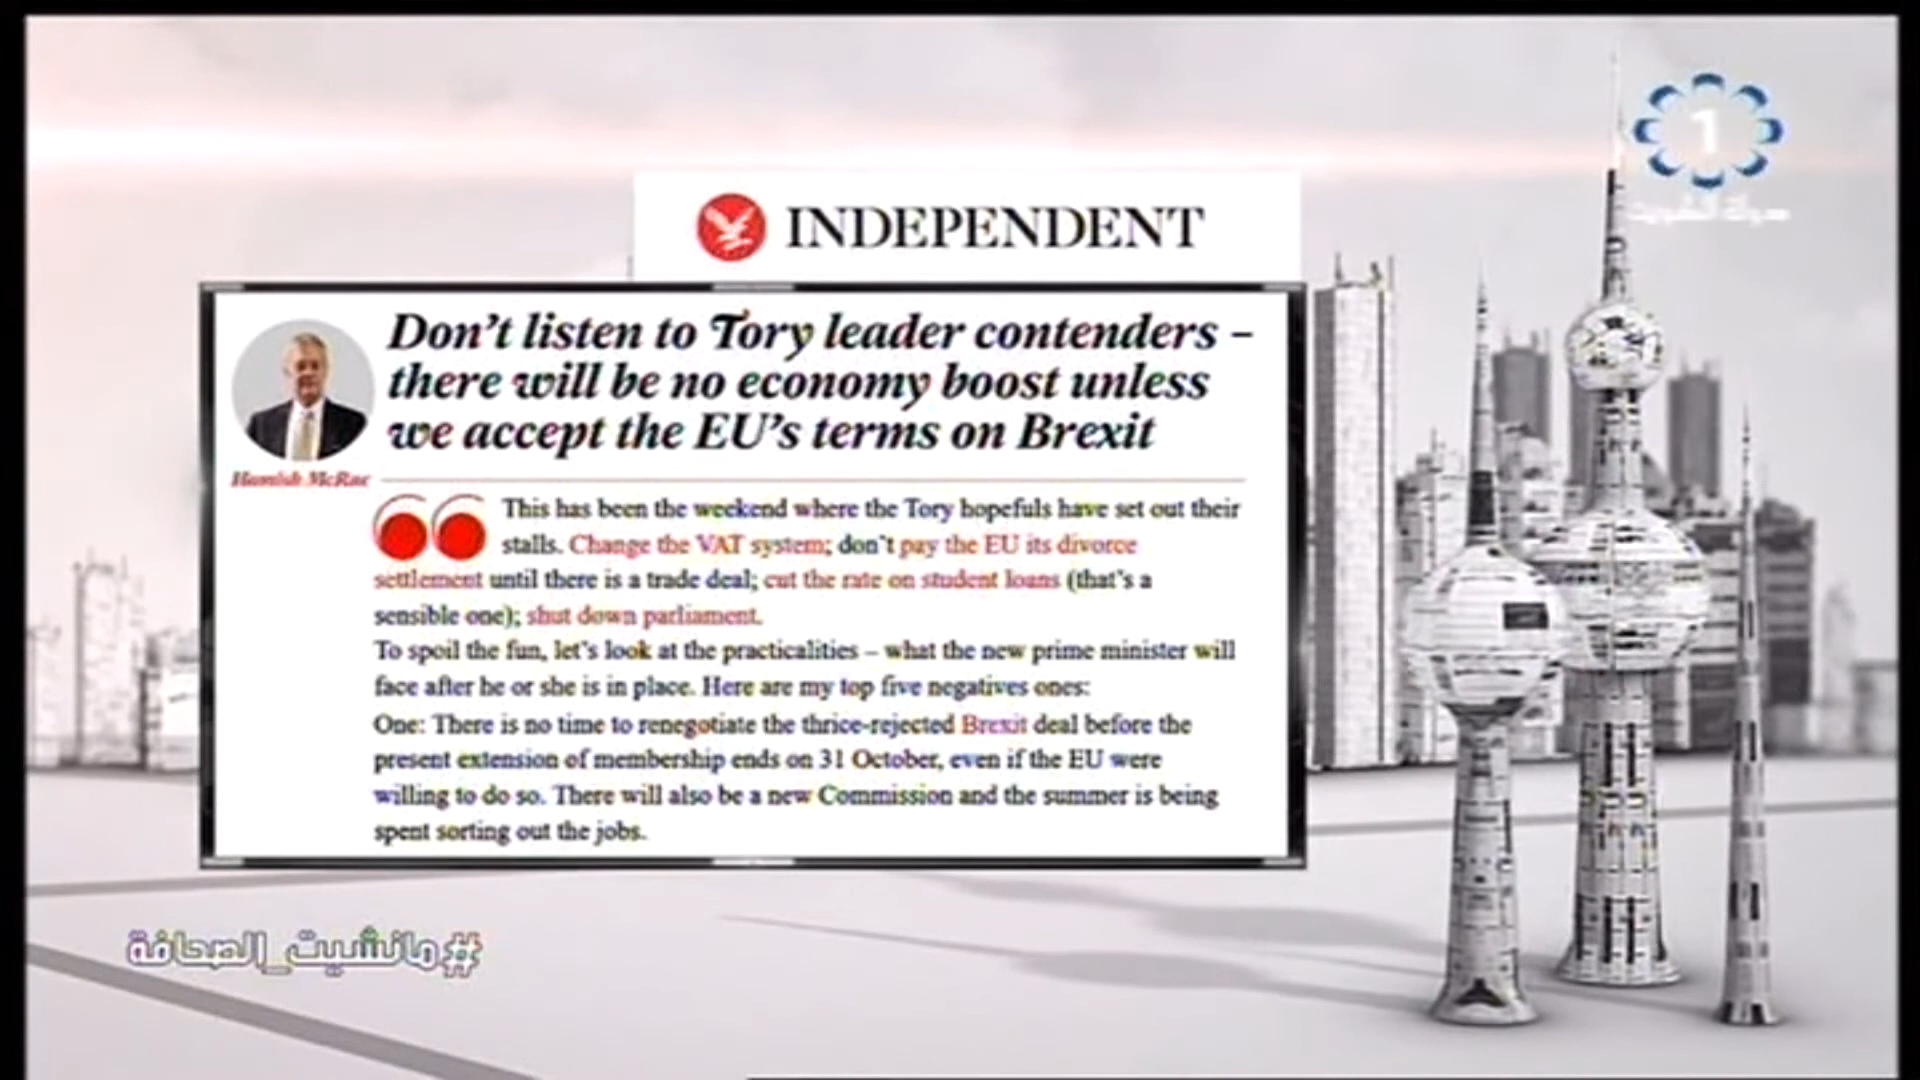 1
دولة الكويت
INDEPENDENT
Don't listen to Tory leader contenders –
there will be no economy boost unless
we accept the EU's terms on Brexit
Hamish McRae
This has been the weekend where the Tory hopefuls have set out their
stalls. Change the VAT system; don't pay the EU its divorce
settlement until there is a trade deal; cut the rate on student loans (that's a
sensible one); shut down parliament.
To spoil the fun, let's look at the practicalities – what the new prime minister will
face after he or she is in place. Here are my top five negatives ones:
One: There is no time to renegotiate the thrice-rejected Brexit deal before the
present extension of membership ends on 31 October, even if the EU were
willing to do so. There will also be a new Commission and the summer is being
spent sorting out the jobs.
#مانشيت_الصحافة